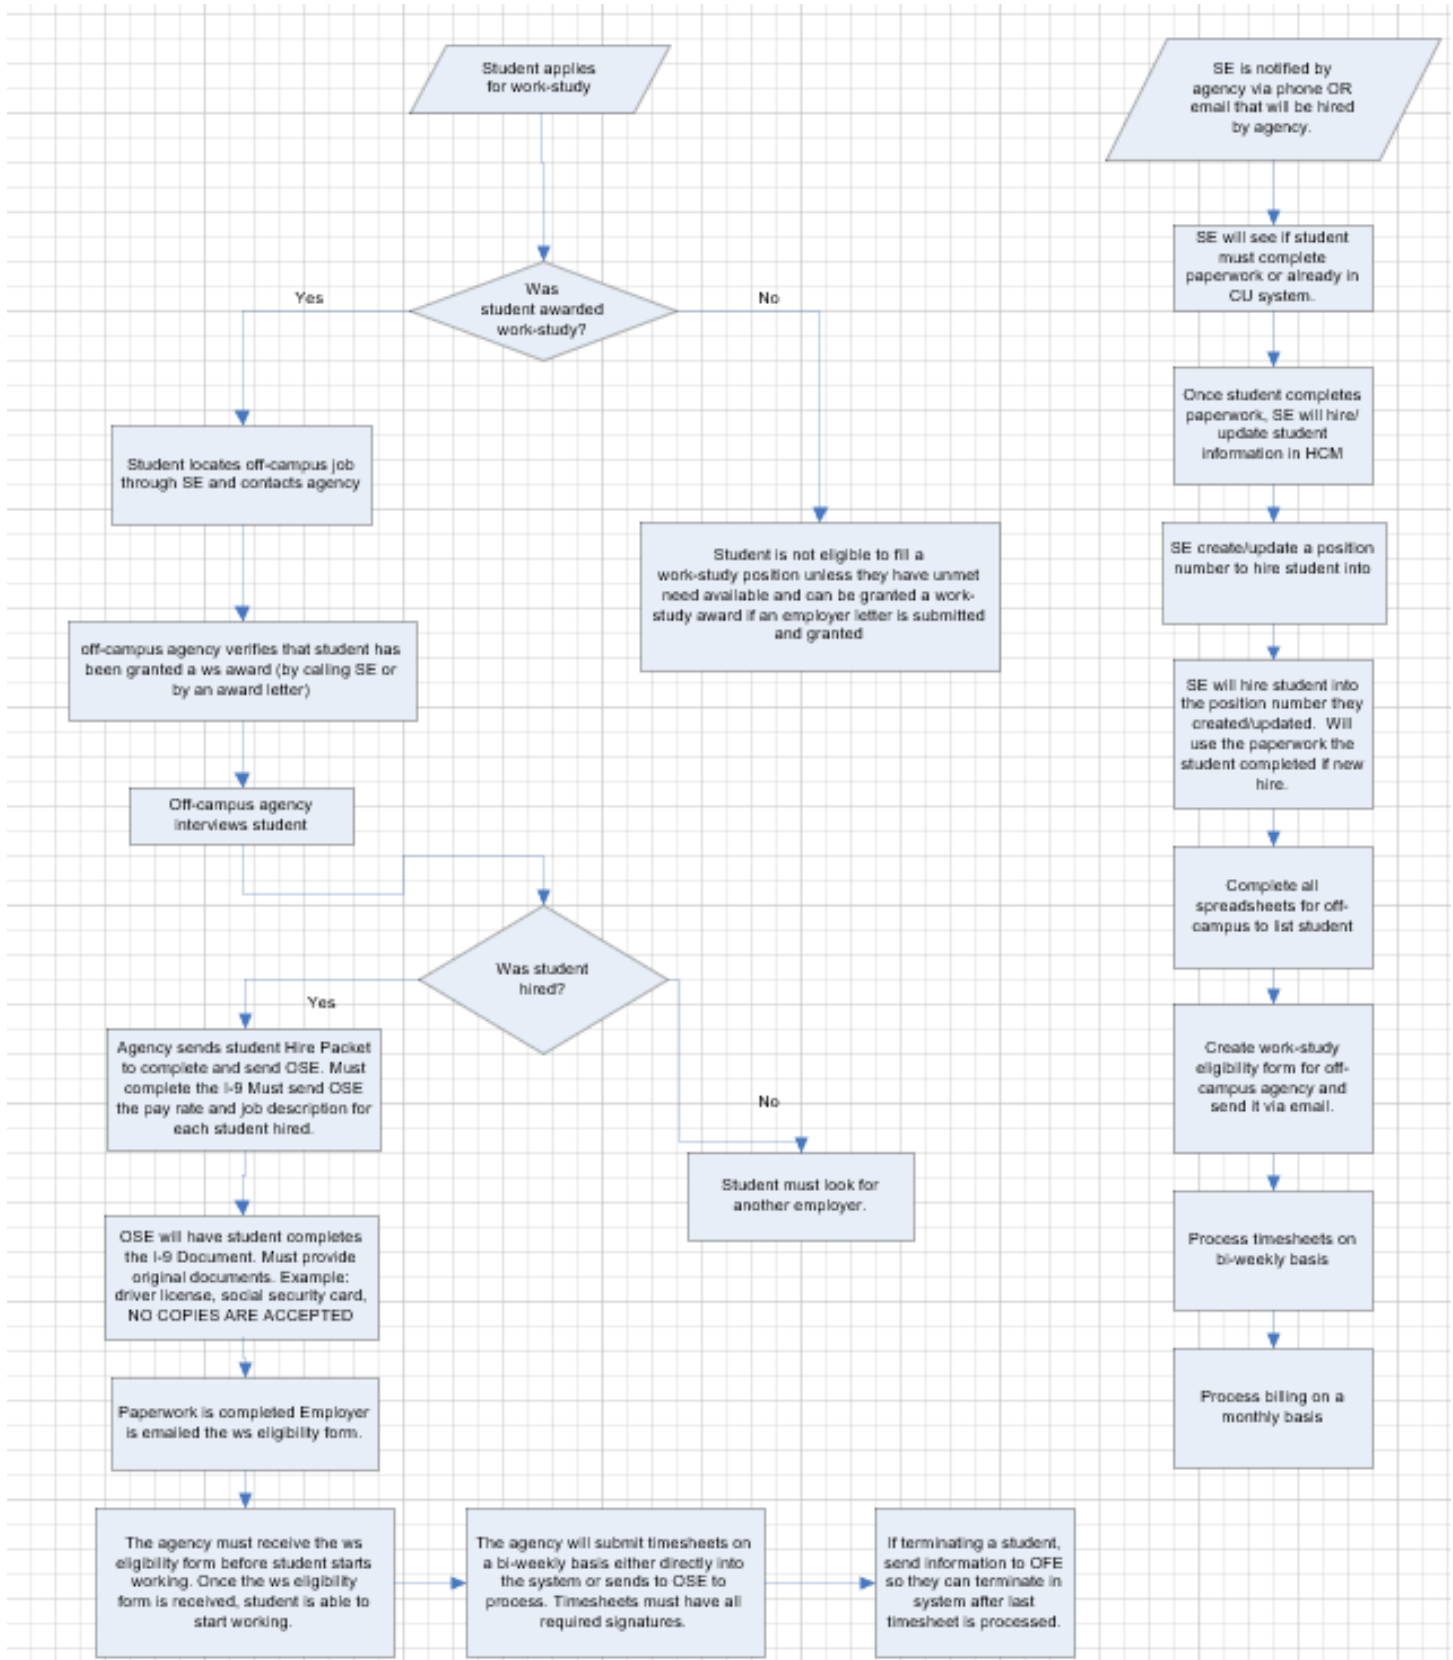 Student applies
for work-study
Was
student awarded
work-study?
Yes
No
Student locates off-campus job
through SE and contacts agency
Student is not eligible to fill a
work-study position unless they have unmet
need available and can be granted a work-
study award if an employer letter is submitted
and granted
off-campus agency verifies that student has
been granted a ws award (by calling SE or
by an award letter)
Off-campus agency
interviews student
Was student
hired?
Yes
No
Agency sends student Hire Packet
to complete and send OSE. Must
complete the I-9 Must send OSE
the pay rate and job description for
each student hired.
Student must look for
another employer.
OSE will have student completes
the I-9 Document. Must provide
original documents. Example:
driver license, social security card,
NO COPIES ARE ACCEPTED
Paperwork is completed Employer
is emailed the ws eligibility form.
The agency must receive the ws
eligibility form before student starts
working. Once the ws eligibility
form is received, student is able to
start working.
The agency will submit timesheets on
a bi-weekly basis either directly into
the system or sends to OSE to
process. Timesheets must have all
required signatures.
If terminating a student,
send information to OFE
so they can terminate in
system after last
timesheet is processed.
SE is notified by
agency via phone OR
email that will be hired
by agency.
SE will see if student
must complete
paperwork or already in
CU system.
Once student completes
paperwork, SE will hire/
update student
information in HCM
SE create/update a position
number to hire student into
SE will hire student into
the position number they
created/updated. Will
use the paperwork the
student completed if new
hire.
Complete all
spreadsheets for off-
campus to list student
Create work-study
eligibility form for off-
campus agency and
send it via email.
Process timesheets on
bi-weekly basis
Process billing on a
monthly basis